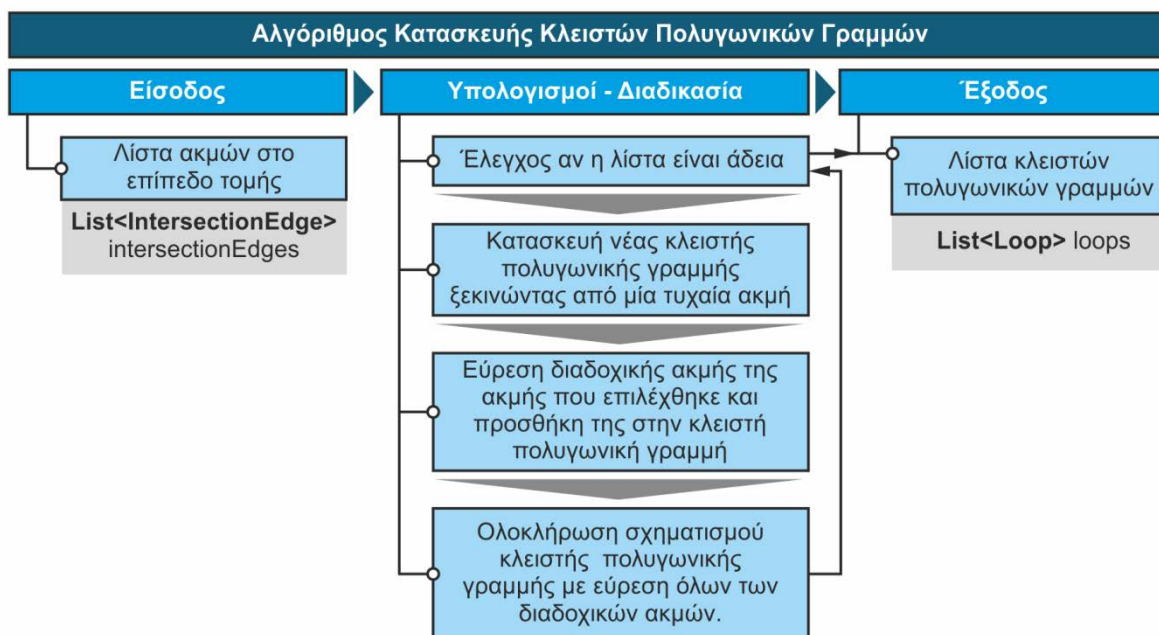 Αλγόριθμος Κατασκευής Κλειστών Πολυγωνικών Γραμμών
Είσοδος
Λίστα ακμών στο
επίπεδο τομής
List<IntersectionEdge>
intersectionEdges
Υπολογισμοί - Διαδικασία
Έλεγχος αν η λίστα είναι άδεια
Κατασκευή νέας κλειστής
πολυγωνικής γραμμής
ξεκινώντας από μία τυχαία ακμή
Εύρεση διαδοχικής ακμής της
ακμής που επιλέχθηκε και
προσθήκη της στην κλειστή
πολυγωνική γραμμή
Ολοκλήρωση σχηματισμού
κλειστής πολυγωνικής
γραμμής με εύρεση όλων των
διαδοχικών ακμών.
Έξοδος
Λίστα κλειστών
πολυγωνικών γραμμών
List<Loop> loops